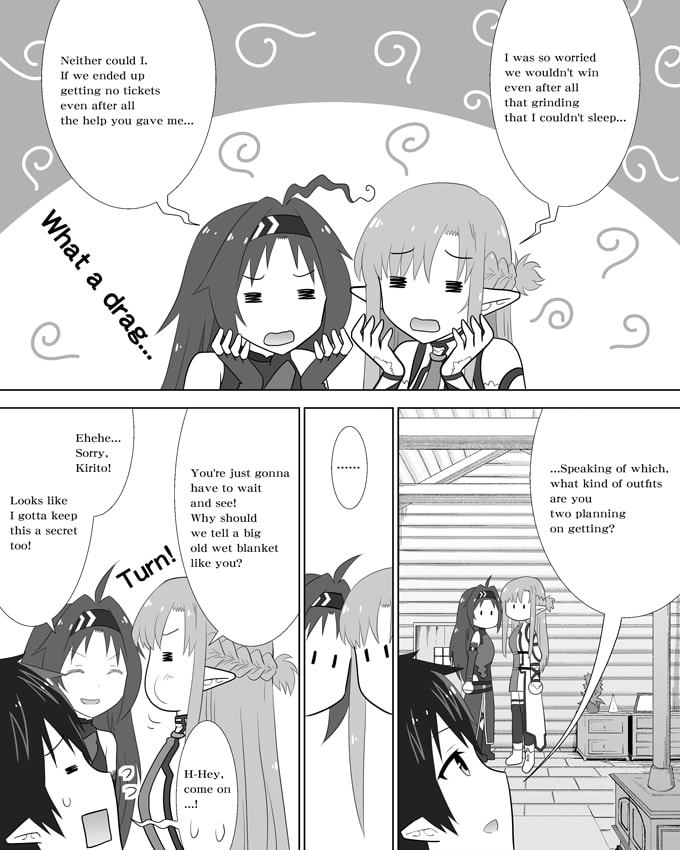 I was so worried
we wouldn't win
even after all
that grinding
that I couldn't sleep...
Neither could I.
If we ended up
getting no tickets
even after all
the help you gave me...
What a drag...
...Speaking of which,
what kind of outfits
are you
two planning
on getting?
......
You're just gonna
have to wait
and see!
Why should
we tell a big
old wet blanket
like you?
Turn!
Ehehe...
Sorry,
Kirito!
Looks like
I gotta keep
this a secret
too!
H-Hey,
come on
...!